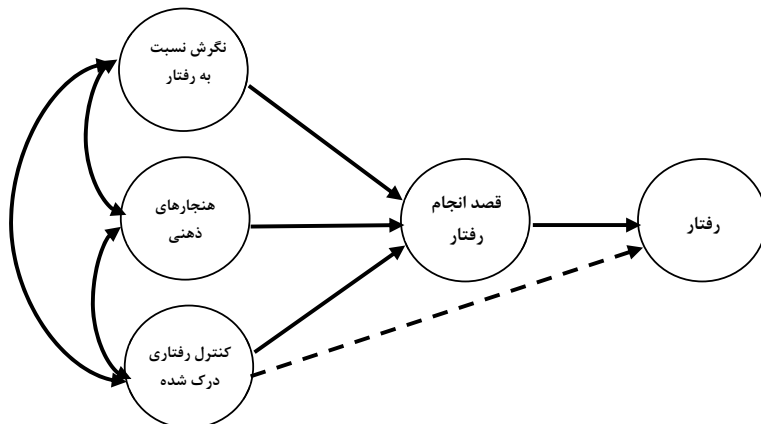 نگرش نسبت
به رفتار
هنجارهای
ذهنی
کنترل رفتاری
درک شده
قصد انجام
رفتار
رفتار